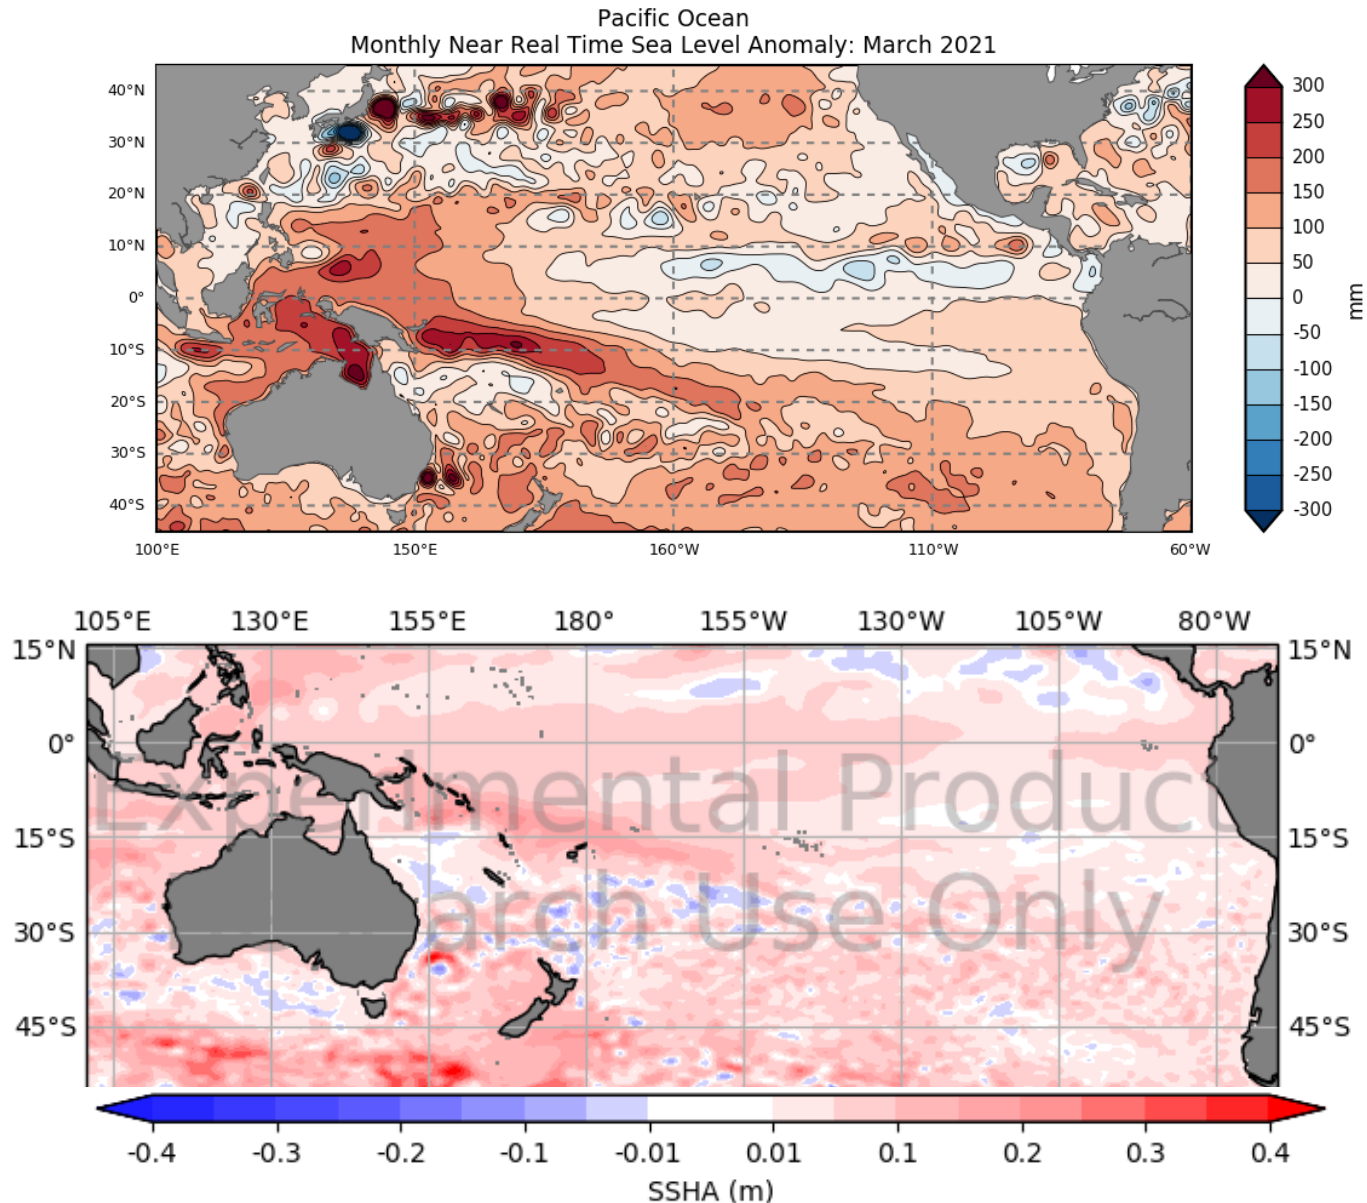 Pacific Ocean
Monthly Near Real Time Sea Level Anomaly: March 2021
40°N
30°N
20°N
10°N
0°
10°S
20°S
30°S
40°S
100°E 150°E 160°W 110°W 60°W
300
250
200
150
100
50
0
-50
-100
-150
-200
-250
-300
mm
105°E 130°E 155°E 180° 155°W 130°W 105°W 80°W
15°N 15°N
0° 0°
Experimental Product
15°S 15°S
arch Use Only
30°S 30°S
45°S 45°S
-0.4 -0.3 -0.2 -0.1 -0.01 0.01 0.1 0.2 0.3 0.4
SSHA (m)